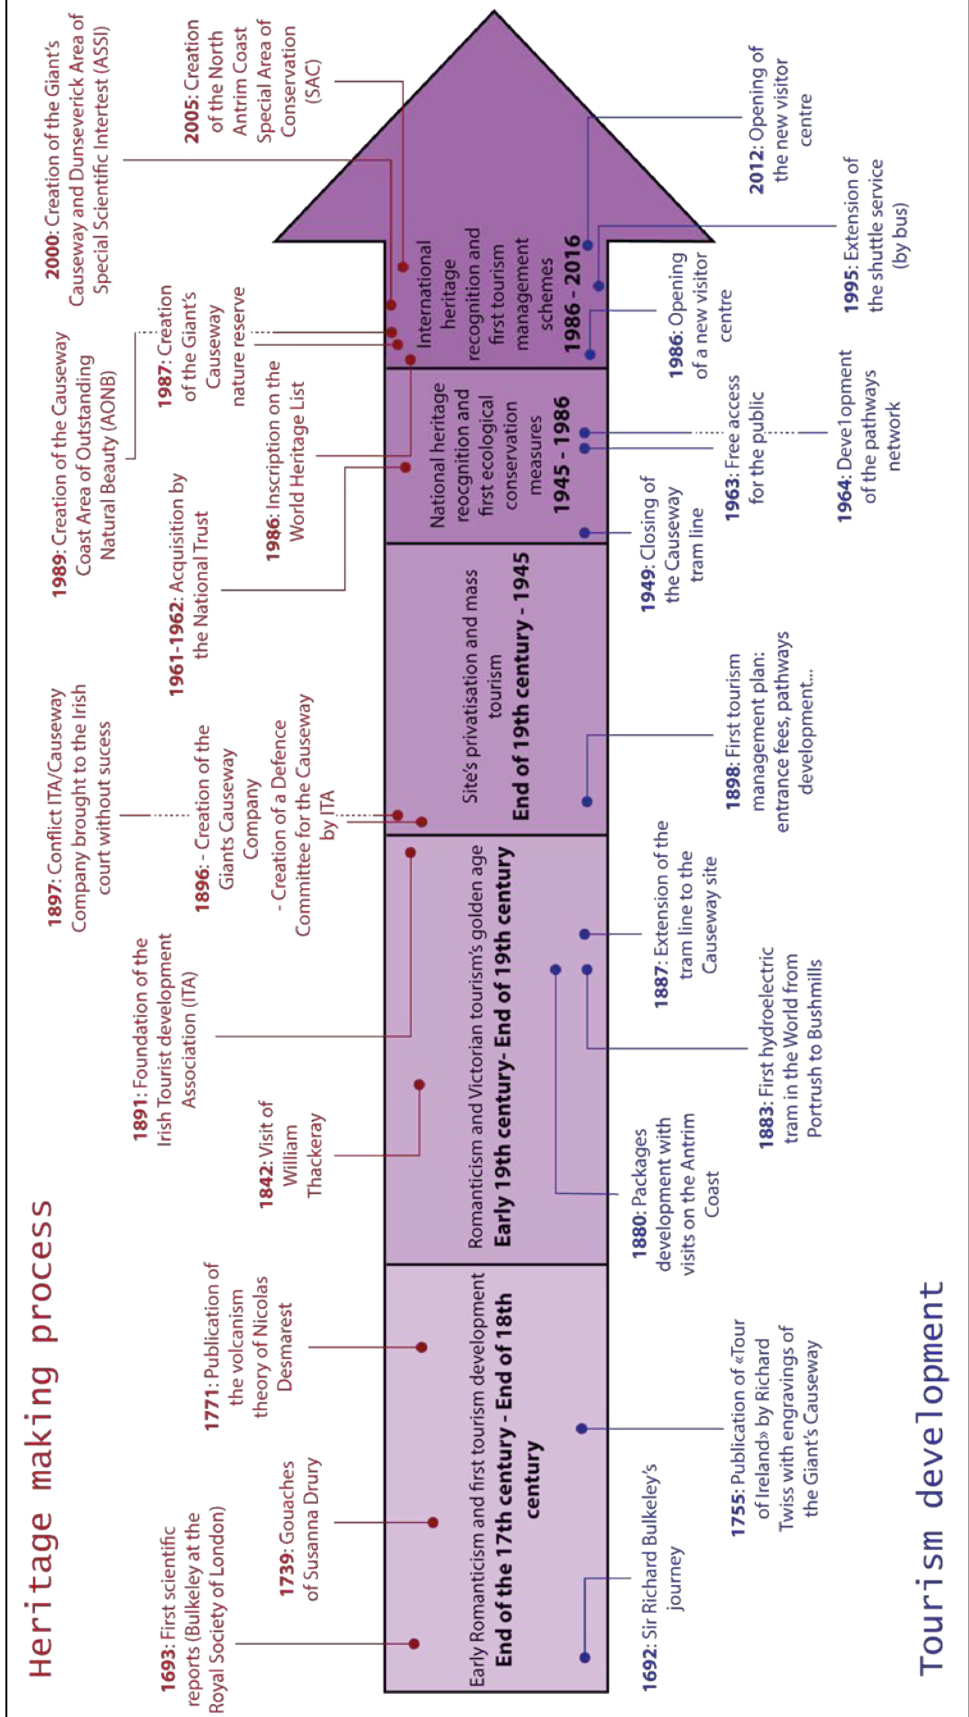 Heritage making process
1693: First scientific
reports (Bulkeley at the
Royal Society of London)
1739: Gouaches
of Susanna Drury
1771: Publication of
the volcanism
theory of Nicolas
Desmarest
1842: Visit of
William
Thackeray
1891: Foundation of the
Irish Tourist development
Association (ITA)
1897: Conflict ITA/Causeway
Company brought to the Irish
court without sucess
1896: - Creation of the
Giants Causeway
Company
- Creation of a Defence
Committee for the Causeway
by ITA
1961-1962: Acquisition by
the National Trust
1989: Creation of the Causeway
Coast Area of Outstanding
Natural Beauty (AONB)
1986: Inscription on the
World Heritage List
1987: Creation
of the Giant's
Causeway
nature reserve
2000: Creation of the Giant's
Causeway and Dunseverick Area of
Special Scientific Intertest (ASSI)
2005: Creation
of the North
Antrim Coast
Special Area of
Conservation
(SAC)
Early Romanticism and first tourism development
End of the 17th century - End of 18th
century
Romanticism and Victorian tourism's golden age
Early 19th century- End of 19th century
Site's privatisation and mass
tourism
End of 19th century - 1945
National heritage
reocgnition and
first ecological
conservation
measures
1945 - 1986
International
heritage
recognition and
first tourism
management
schemes
1986 - 2016
1692: Sir Richard Bulkeley's
journey
1755: Publication of «Tour
of Ireland» by Richard
Twiss with engravings of
the Giant's Causeway
1880: Packages
development with
visits on the Antrim
Coast
1883: First hydroelectric
tram in the World from
Portrush to Bushmills
1887: Extension of the
tram line to the
Causeway site
1898: First tourism
management plan:
entrance fees, pathways
development...
1949: Closing of
the Causeway
tram line
1963: Free access
for the public
1964: Development
of the pathways
network
1986: Opening
of a new visitor
centre
1995: Extension of
the shuttle service
(by bus)
2012: Opening of
the new visitor
centre
Tourism development